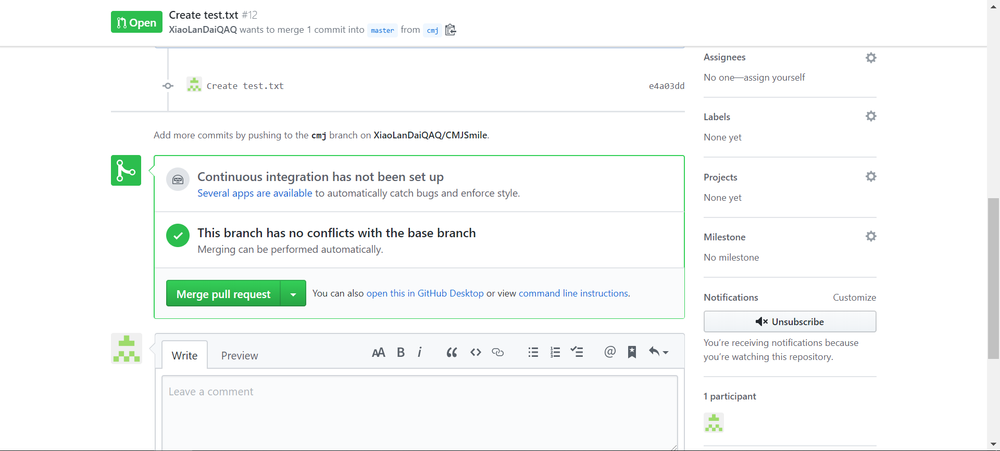 Open
Create test.txt #12
XiaoLanDaiQAQ wants to merge 1 commit into master from cmj
Create test.txt e4a03dd
Add more commits by pushing to the cmj branch on XiaoLanDaiQAQ/CMJSmile.
Continuous integration has not been set up
Several apps are available to automatically catch bugs and enforce style.
This branch has no conflicts with the base branch
Merging can be performed automatically.
Merge pull request
You can also open this in GitHub Desktop or view command line instructions.
Write Preview
Leave a comment
Assignees
No one—assign yourself
Labels
None yet
Projects
None yet
Milestone
No milestone
Notifications Customize
Unsubscribe
You’re receiving notifications because
you’re watching this repository.
1 participant